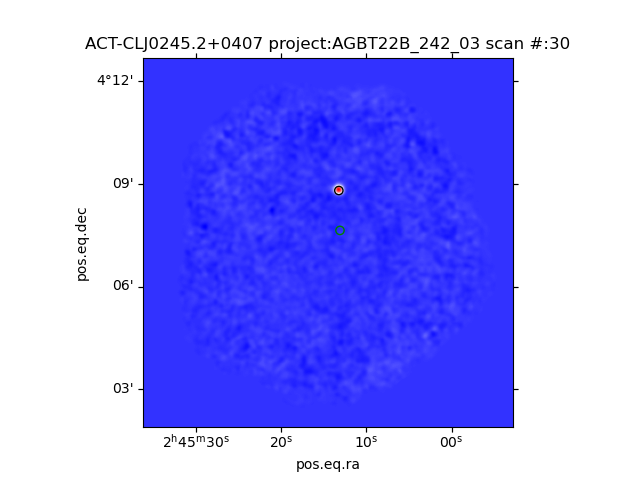 ACT-CLJ0245.2+0407 project:AGBT22B_242_03 scan #:30
4°12'
09'
06'
03'
pos.eq.dec
2ʰ45ᵐ30ˢ 20ˢ 10ˢ 00ˢ
pos.eq.ra